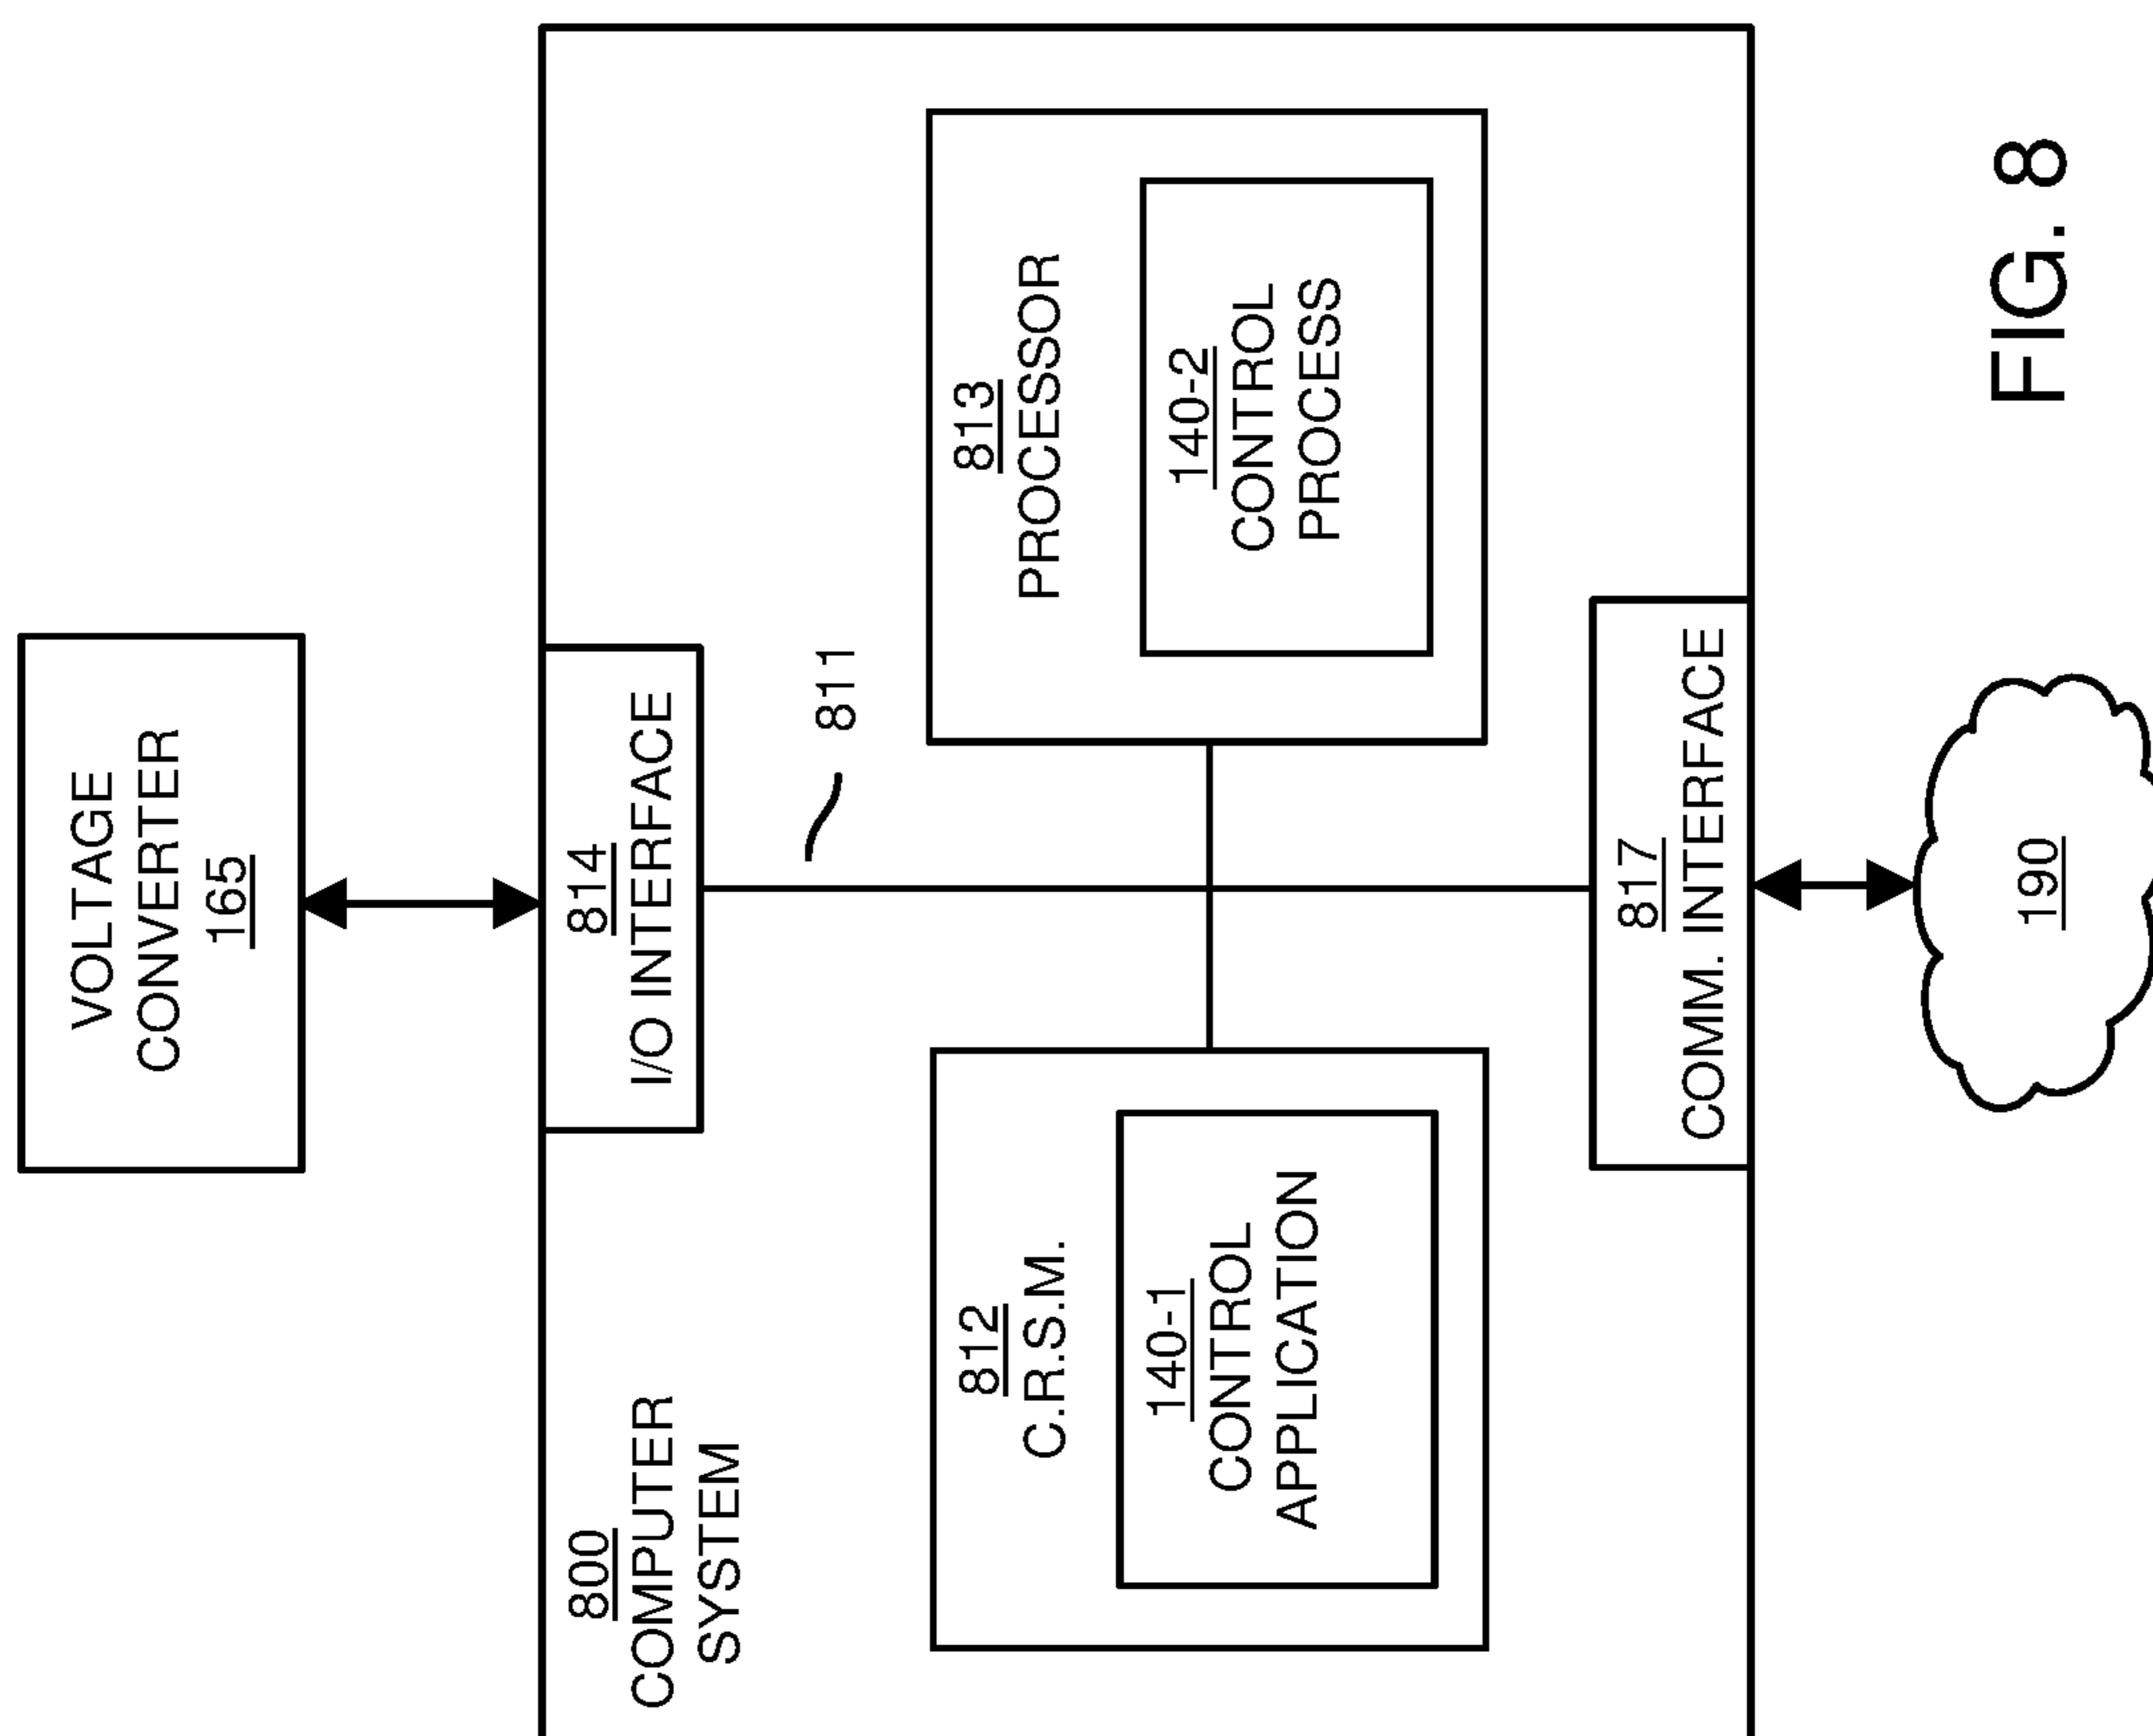 VOLTAGE
CONVERTER
165
800
COMPUTER
SYSTEM
814
I/O INTERFACE
811
812
C.R.S.M.
140-1
CONTROL
APPLICATION
813
PROCESSOR
140-2
CONTROL
PROCESS
817
COMM. INTERFACE
190
FIG. 8